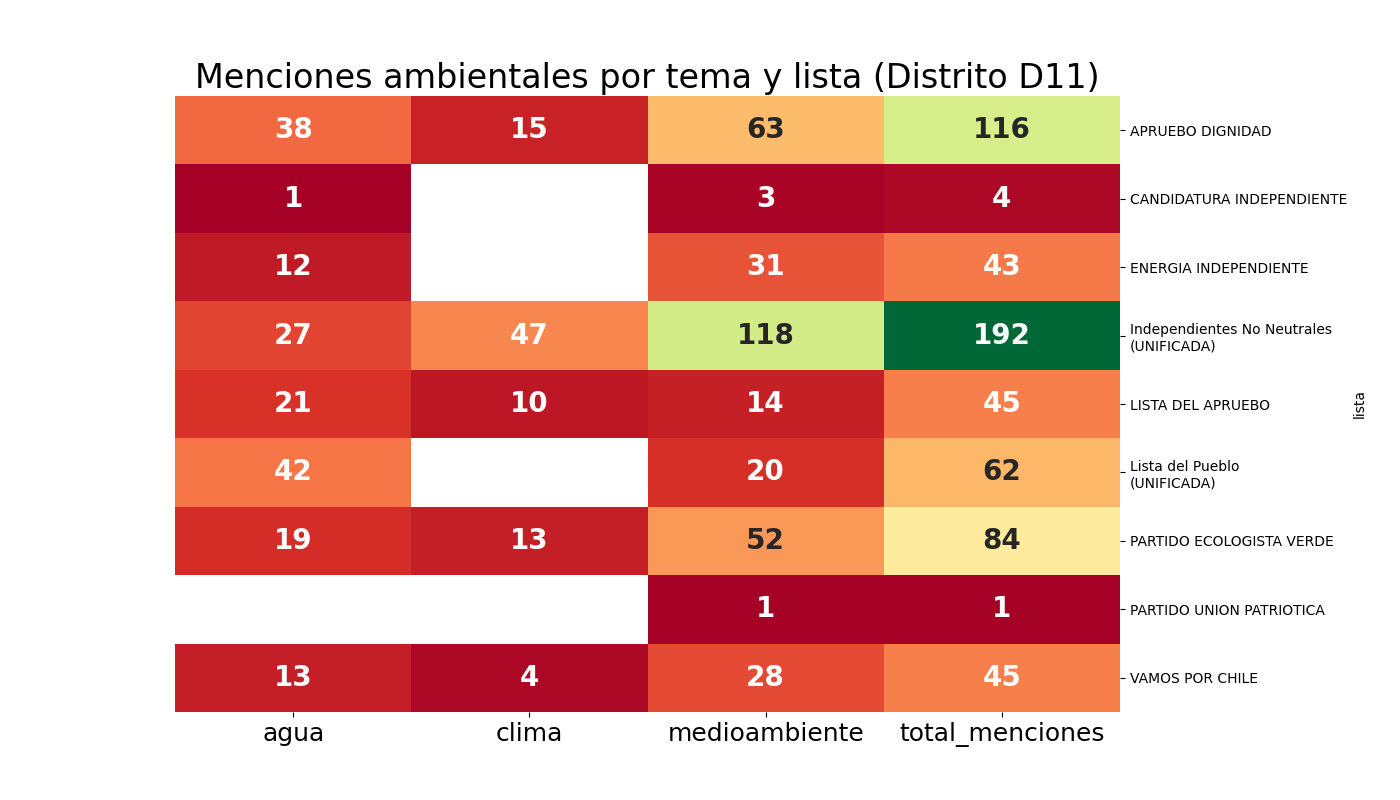 Menciones ambientales por tema y lista (Distrito D11)
38 15 63 116 APRUEBO DIGNIDAD
1 3 4 CANDIDATURA INDEPENDIENTE
12 31 43 ENERGIA INDEPENDIENTE
27 47 118 192 Independientes No Neutrales
(UNIFICADA)
21 10 14 45 LISTA DEL APRUEBO
lista
42 20 62 Lista del Pueblo
(UNIFICADA)
19 13 52 84 PARTIDO ECOLOGISTA VERDE
1 1 PARTIDO UNION PATRIOTICA
13 4 28 45 VAMOS POR CHILE
agua clima medioambiente total_menciones